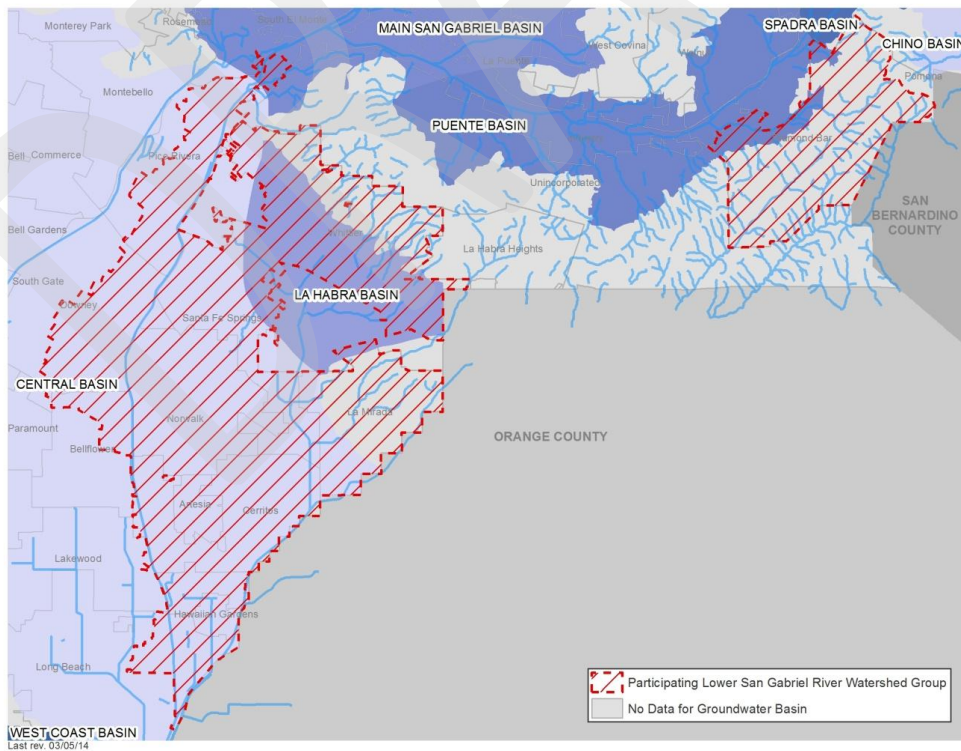 Monterey Park
Rosemead
South El Monte
MAIN SAN GABRIEL BASIN
SPADRA BASIN
West Covina
Walnut
CHINO BASIN
La Puente
Pomona
Montebello
PUENTE BASIN
Diamond Bar
Bell
Commerce
Pico Rivera
Unincorporated
SAN
BERNARDINO
COUNTY
Bell Gardens
Whittier
La Habra Heights
South Gate
LA HABRA BASIN
Downey
Santa Fe Springs
CENTRAL BASIN
La Mirada
Norwalk
Paramount
ORANGE COUNTY
Bellflower
Artesia
Cerritos
Lakewood
Hawaiian Gardens
Long Beach
Participating Lower San Gabriel River Watershed Group
No Data for Groundwater Basin
WEST COAST BASIN
Last rev. 03/05/14